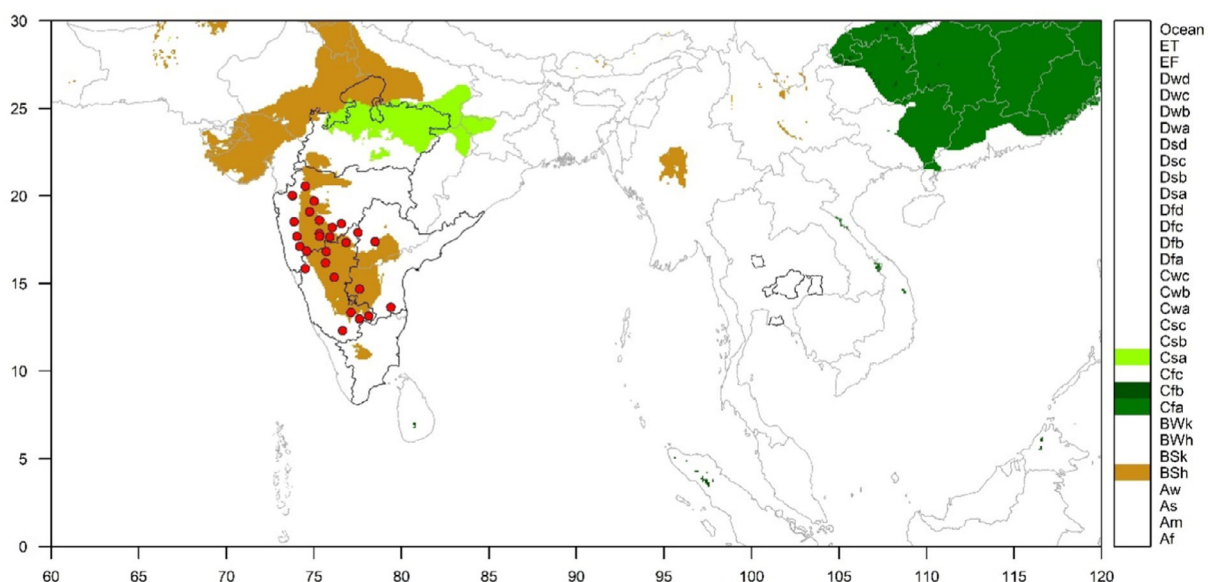 30
25
20
15
10
5
0
60 65 70 75 80 85 90 95 100 105 110 115 120
Ocean
ET
EF
Dwd
Dwc
Dwb
Dwa
Dsd
Dsc
Dsb
Dsa
Dfd
Dfc
Dfb
Dfa
Cwc
Cwb
Cwa
Csc
Csb
Csa
Cfc
Cfb
Cfa
BWk
BWh
BSk
BSh
Aw
As
Am
Af